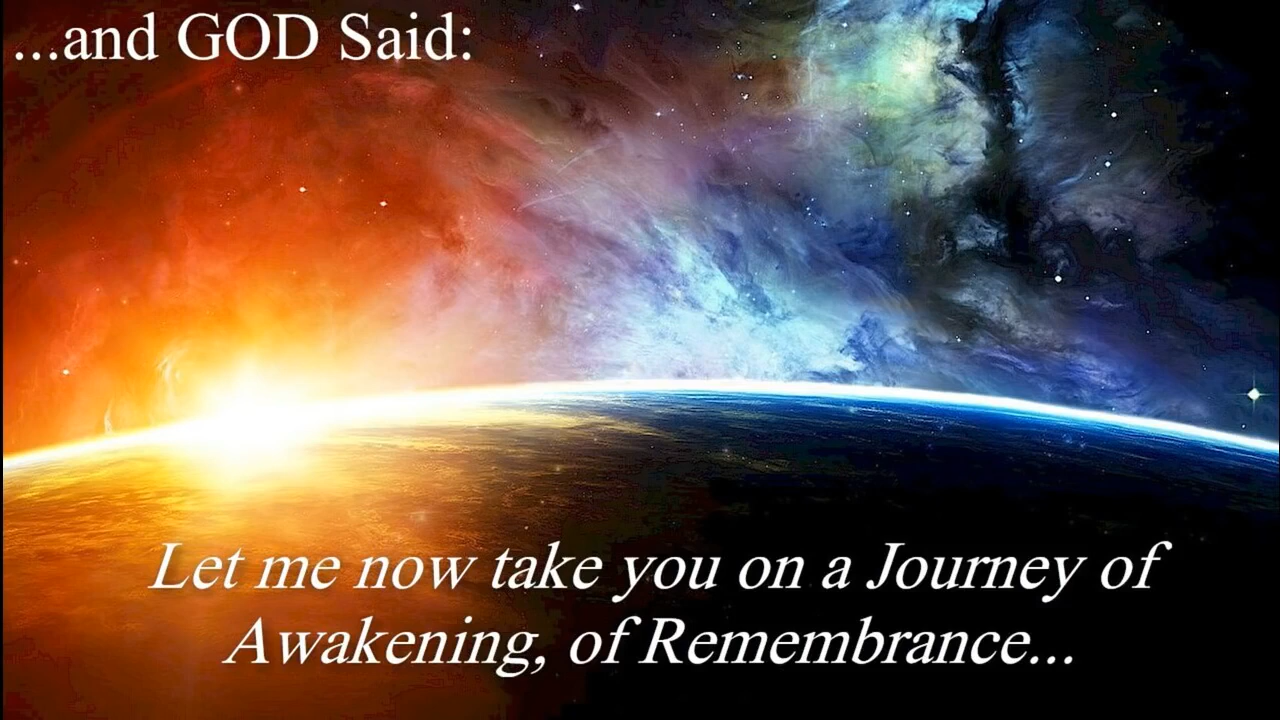 ...and GOD Said:
Let me now take you on a Journey of
Awakening, of Remembrance...